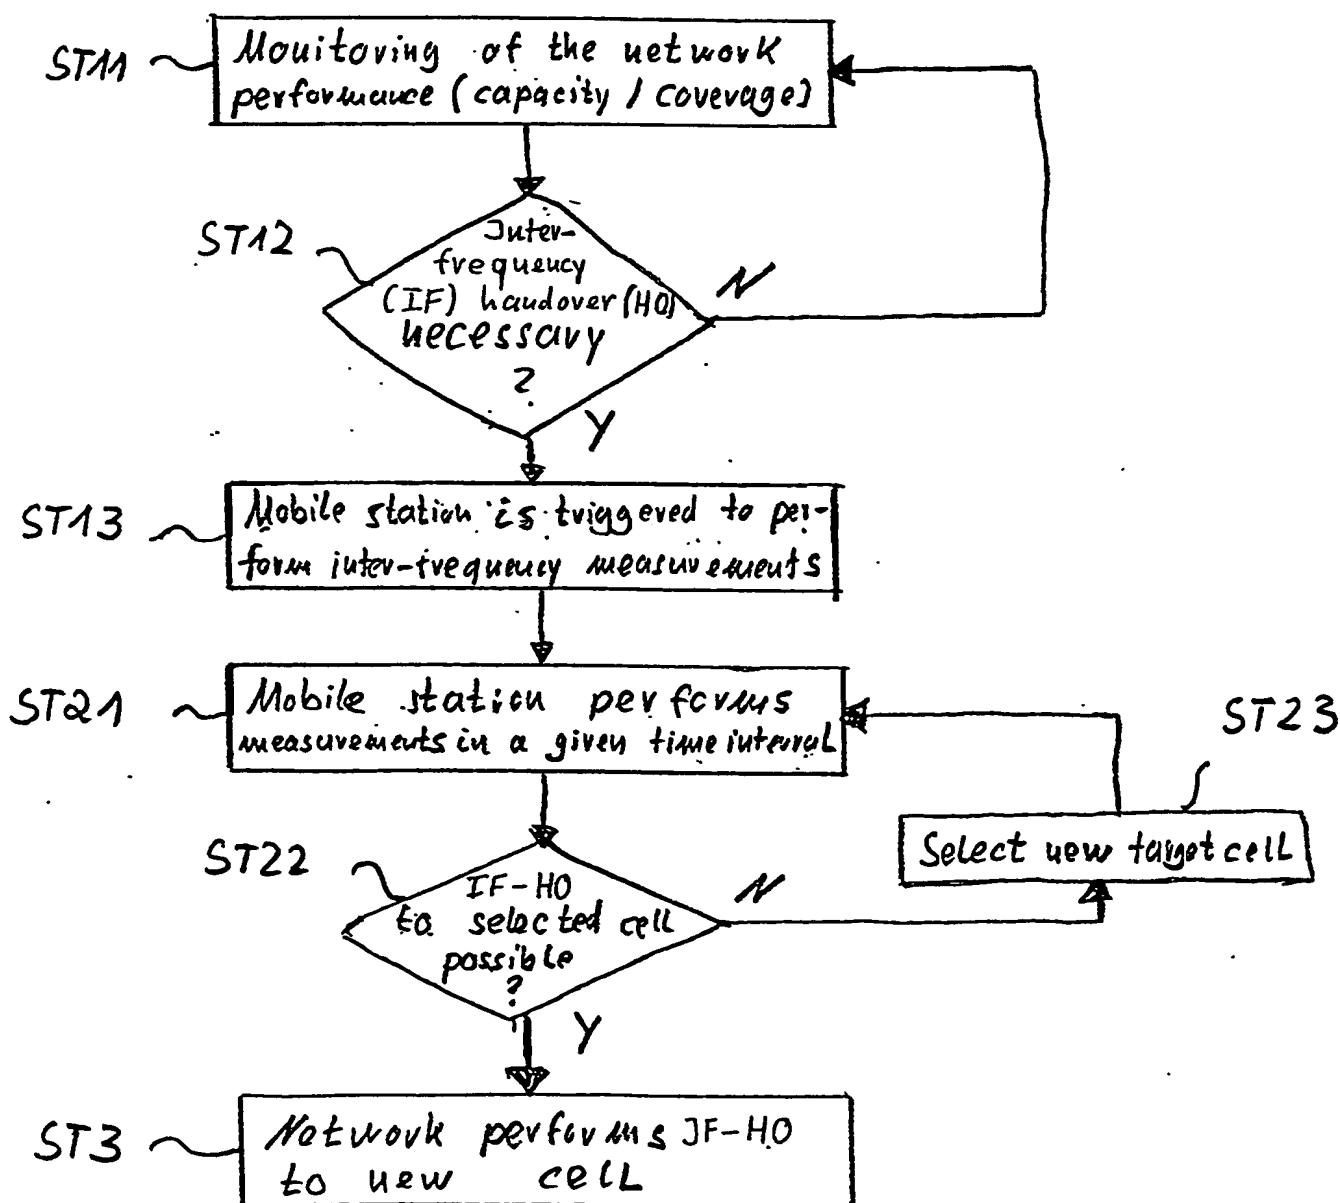 ST11
Monitoring of the network
performance (capacity / coverage)
ST12
Inter-
frequency
(IF) handover (HO)
necessary
?
N
Y
ST13
Mobile station is triggered to per-
form inter-frequency measurements
ST21
Mobile station performs
measurements in a given time interval
ST23
Select new target cell
ST22
IF-HO
to selected cell
possible
?
N
Y
ST3
Network performs IF-HO
to new cell